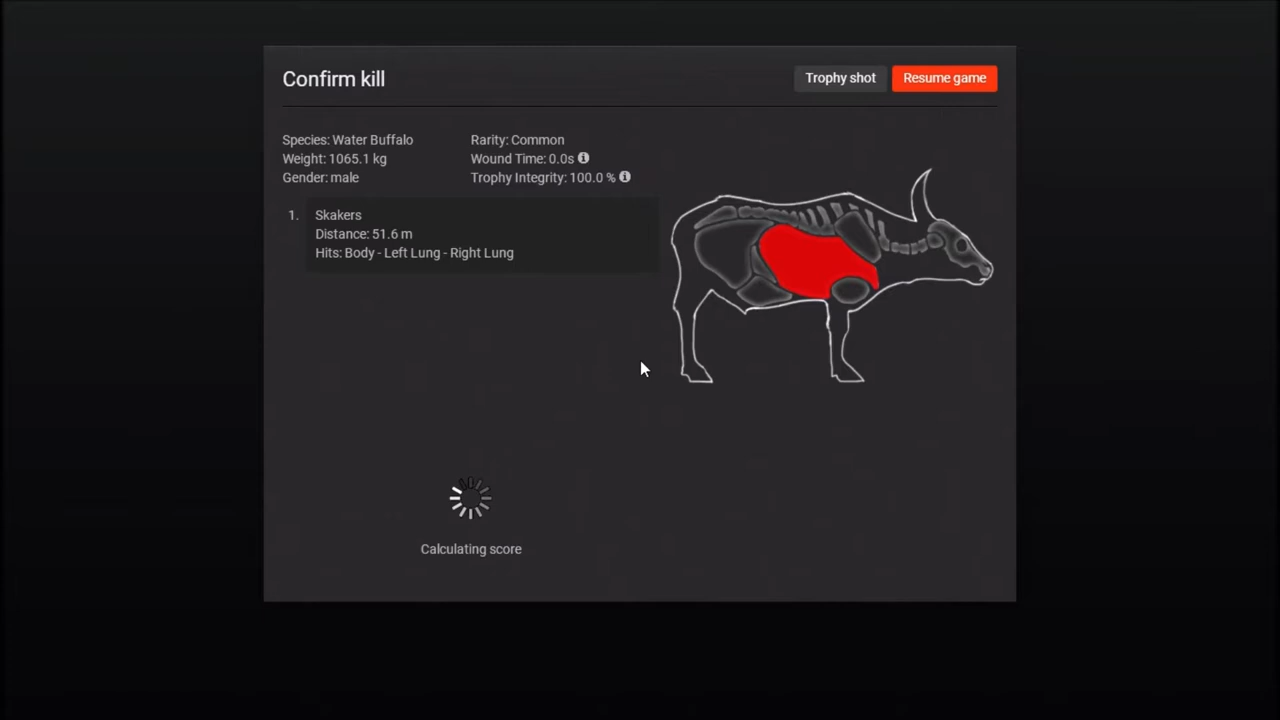 Confirm kill
Trophy shot
Resume game
Species: Water Buffalo
Rarity: Common
Weight: 1065.1 kg
Wound Time: 0.0s
Gender: male
Trophy Integrity: 100.0 %
1.
Skakers
Distance: 51.6 m
Hits: Body - Left Lung - Right Lung
Calculating score